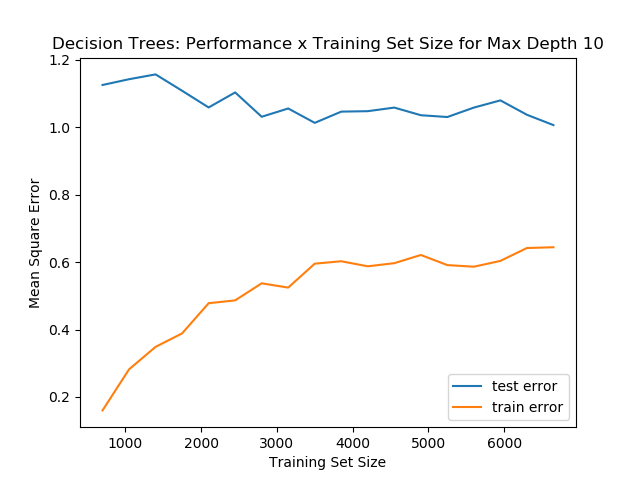 Decision Trees: Performance x Training Set Size for Max Depth 10
1.2
1.0
0.8
0.6
0.4
0.2
Mean Square Error
test error
train error
1000 2000 3000 4000 5000 6000
Training Set Size